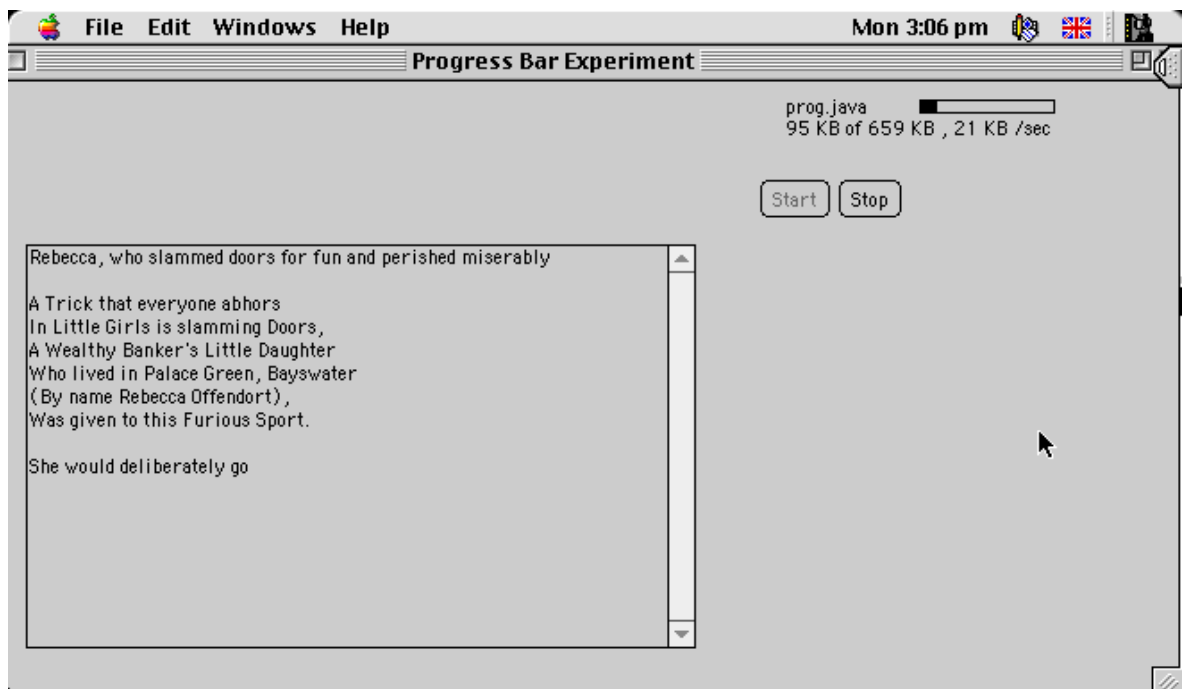 File Edit Windows Help Mon 3:06 pm
Progress Bar Experiment
prog.java
95 KB of 659 KB , 21 KB /sec
Start Stop
Rebecca, who slammed doors for fun and perished miserably
A Trick that everyone abhors
In Little Girls is slamming Doors,
A Wealthy Banker's Little Daughter
Who lived in Palace Green, Bayswater
(By name Rebecca Offendort),
Was given to this Furious Sport.
She would deliberately go